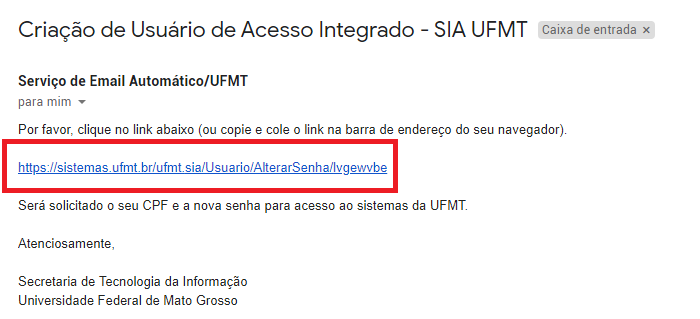 Criação de Usuário de Acesso Integrado - SIA UFMT Caixa de entrada ×
Serviço de Email Automático/UFMT
para mim
Por favor, clique no link abaixo (ou copie e cole o link na barra de endereço do seu navegador).
https://sistemas.ufmt.br/ufmt.sia/Usuario/AlterarSenha/lvgewvbe
Será solicitado o seu CPF e a nova senha para acesso ao sistemas da UFMT.
Atenciosamente,
Secretaria de Tecnologia da Informação
Universidade Federal de Mato Grosso